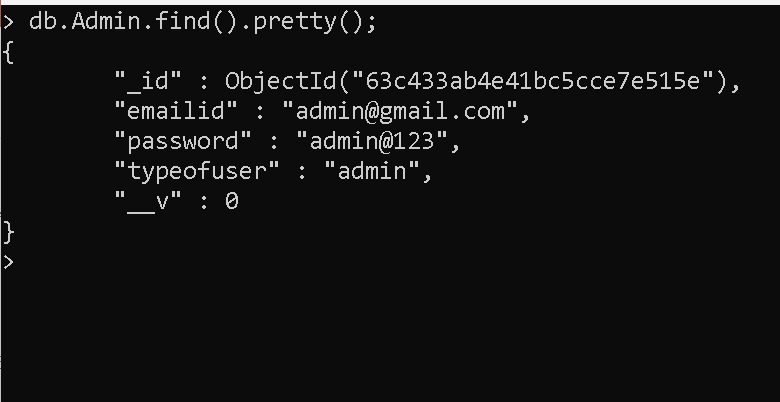 > db.Admin.find().pretty();
{
"_id" : ObjectId("63c433ab4e41bc5cce7e515e"),
"emailid" : "admin@gmail.com",
"password" : "admin@123",
"typeofuser" : "admin",
"__v" : 0
}
>